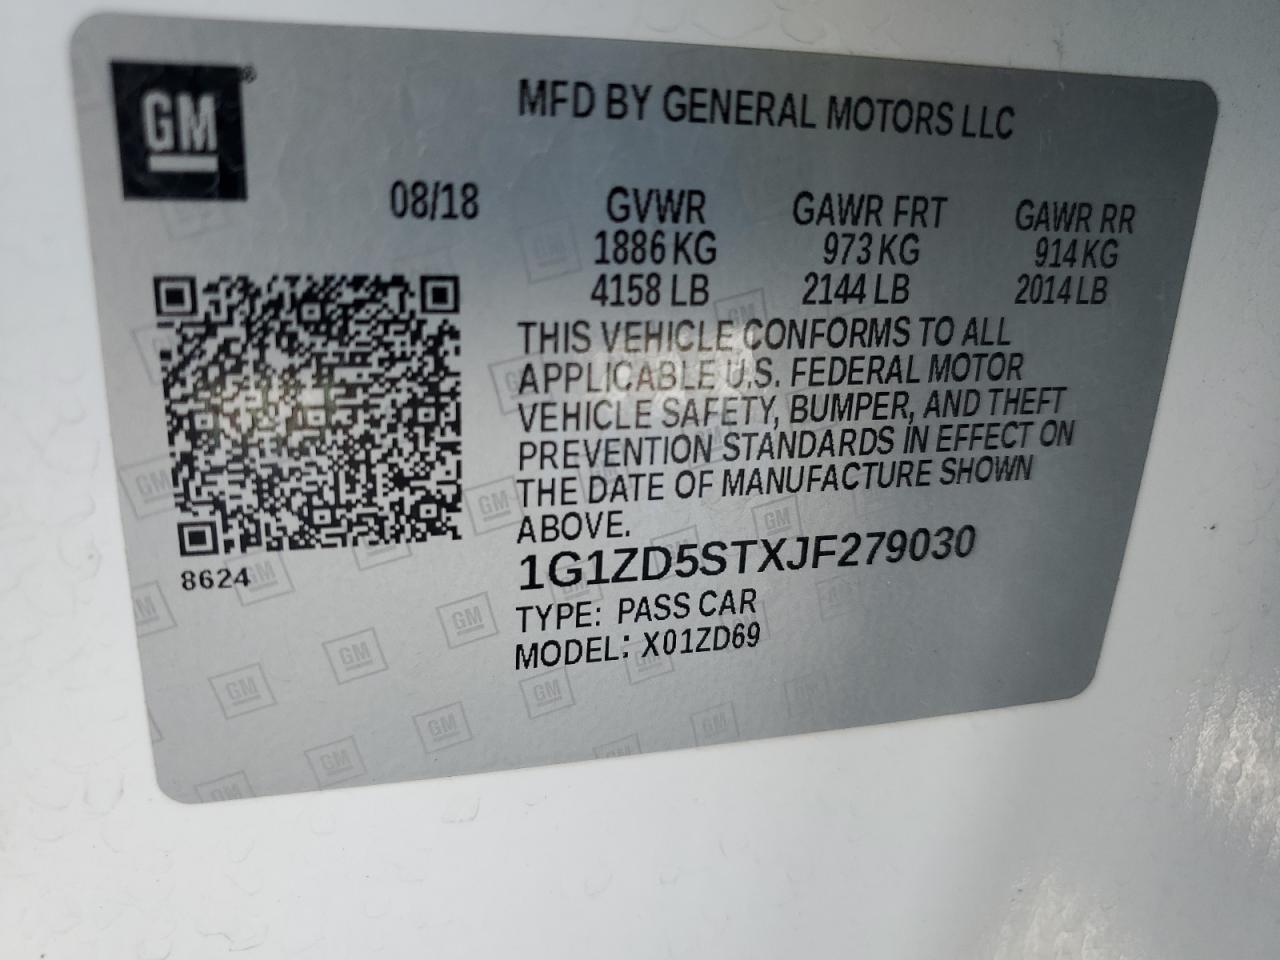 GM
MFD BY GENERAL MOTORS LLC
08/18 GVWR GAWR FRT GAWR RR
1886 KG 973 KG 914 KG
4158 LB 2144 LB 2014 LB
THIS VEHICLE CONFORMS TO ALL
APPLICABLE U.S. FEDERAL MOTOR
VEHICLE SAFETY, BUMPER, AND THEFT
PREVENTION STANDARDS IN EFFECT ON
THE DATE OF MANUFACTURE SHOWN
ABOVE.
8624
1G1ZD5STXJF279030
TYPE: PASS CAR
MODEL: X01ZD69